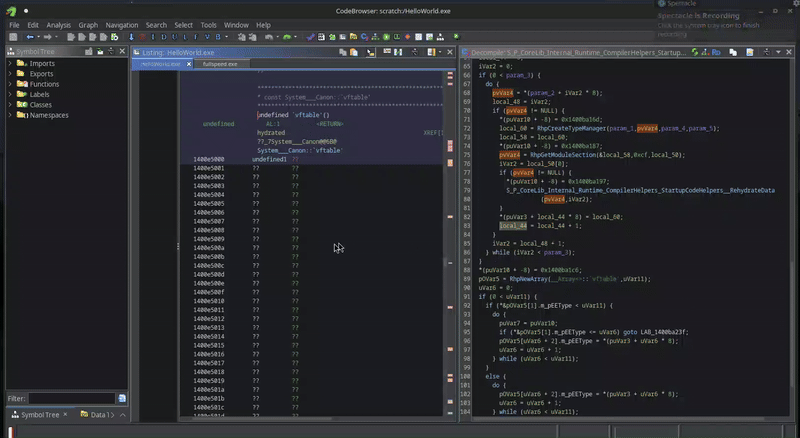 CodeBrowser: scratch:/HelloWorld.exe
Spectacle
Spectacle is Recording
Click the system tray icon to finish
recording
File Edit Analysis Graph Navigation Search Select Tools Window Help
Symbol Tree
Imports
Exports
Functions
Labels
Classes
Namespaces
Filter:
Symbol Tree
Data T
Listing: HelloWorld.exe
HelloWorld.exe
fullspeed.exe
* const System___Canon::`vftable'
undefined `vftable'()
undefined AL:1 <RETURN>
hydrated XREF[
??_7System___Canon@@6B@
System___Canon::`vftable'
1400e5000 undefined1 ??
1400e5001 ?? ??
1400e5002 ?? ??
1400e5003 ?? ??
1400e5004 ?? ??
1400e5005 ?? ??
1400e5006 ?? ??
1400e5007 ?? ??
1400e5008 ?? ??
1400e5009 ?? ??
1400e500a ?? ??
1400e500b ?? ??
1400e500c ?? ??
1400e500d ?? ??
1400e500e ?? ??
1400e500f ?? ??
1400e5010 ?? ??
1400e5011 ?? ??
1400e5012 ?? ??
1400e5013 ?? ??
1400e5014 ?? ??
1400e5015 ?? ??
1400e5016 ?? ??
1400e5017 ?? ??
1400e5018 ?? ??
1400e5019 ?? ??
1400e501a ?? ??
1400e501b ?? ??
1400e501c ?? ??
Decompiler: S_P_CoreLib_Internal_Runtime_CompilerHelpers_Startup...
65 iVar2 = 0;
66 if (0 < param_3) {
67 do {
68 pvVar4 = *(param_2 + iVar2 * 8);
69 local_48 = iVar2;
70 if (pvVar4 != NULL) {
71 *(puVar10 + -8) = 0x1400ba16d;
72 local_60 = RhpCreateTypeManager(param_1,pvVar4,param_4,param_5);
73 local_58 = local_60;
74 *(puVar10 + -8) = 0x1400ba187;
75 pvVar4 = RhpGetModuleSection(&local_58,0xcf,local_50);
76 iVar2 = local_50[0];
77 if (pvVar4 != NULL) {
78 *(puVar10 + -8) = 0x1400ba197;
79 S_P_CoreLib_Internal_Runtime_CompilerHelpers_StartupCodeHelpers__RehydrateData
80 (pvVar4,iVar2);
81 }
82 *(puVar3 + local_44 * 8) = local_60;
83 local_44 = local_44 + 1;
84 }
85 iVar2 = local_48 + 1;
86 } while (iVar2 < param_3);
87 }
88 *(puVar10 + -8) = 0x1400ba1c6;
89 pOVar5 = RhpNewArray(__Array<>::`vftable',uVar11);
90 uVar6 = 0;
91 if (0 < uVar11) {
92 if (*&pOVar5[1].m_pEEType < uVar11) {
93 do {
94 puVar7 = puVar10;
95 if (*&pOVar5[1].m_pEEType <= uVar6) goto LAB_1400ba23f;
96 pOVar5[uVar6 + 2].m_pEEType = *(puVar3 + uVar6 * 8);
97 uVar6 = uVar6 + 1;
98 } while (uVar6 < uVar11);
99 }
100 else {
101 do {
102 pOVar5[uVar6 + 2].m_pEEType = *(puVar3 + uVar6 * 8);
103 uVar6 = uVar6 + 1;
104 } while (uVar6 < uVar11);